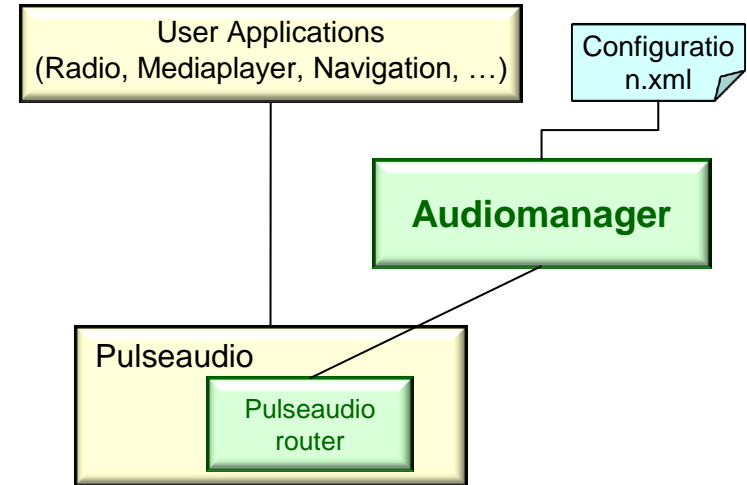 User Applications
(Radio, Mediaplayer, Navigation, …)
Configuratio
n.xml
Audiomanager
Pulseaudio
Pulseaudio
router